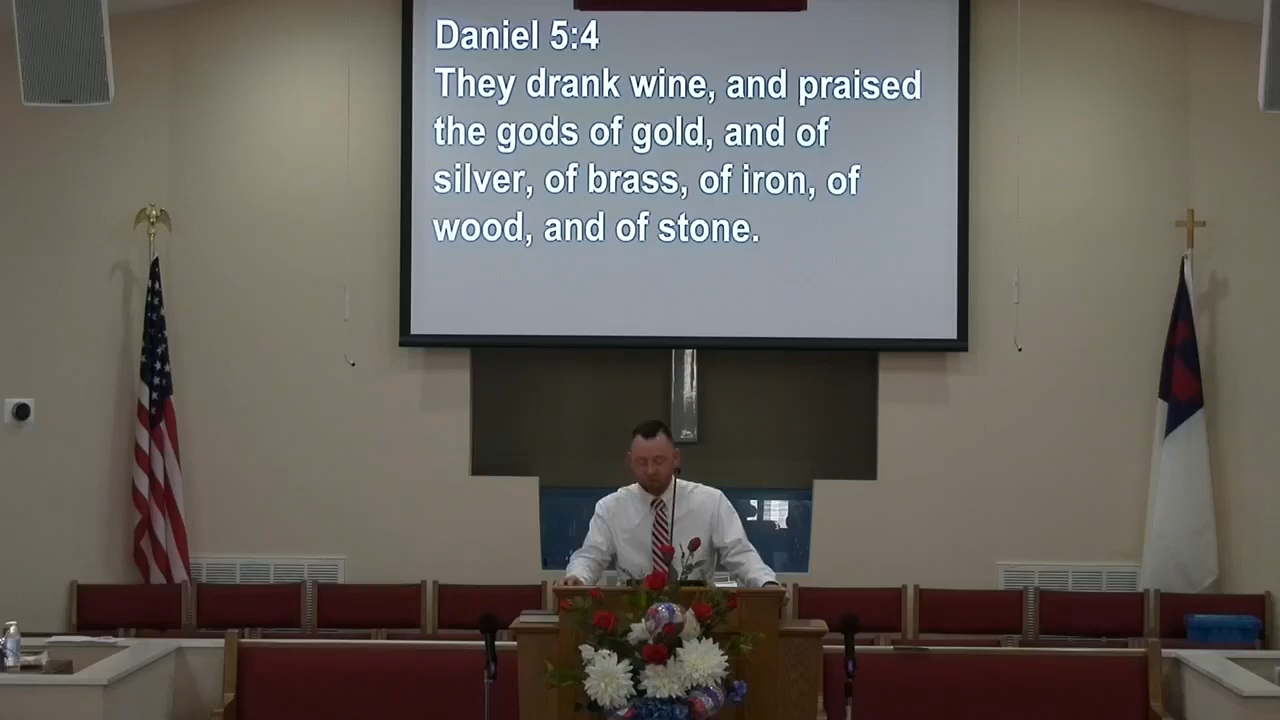 Daniel 5:4
They drank wine, and praised
the gods of gold, and of
silver, of brass, of iron, of
wood, and of stone.